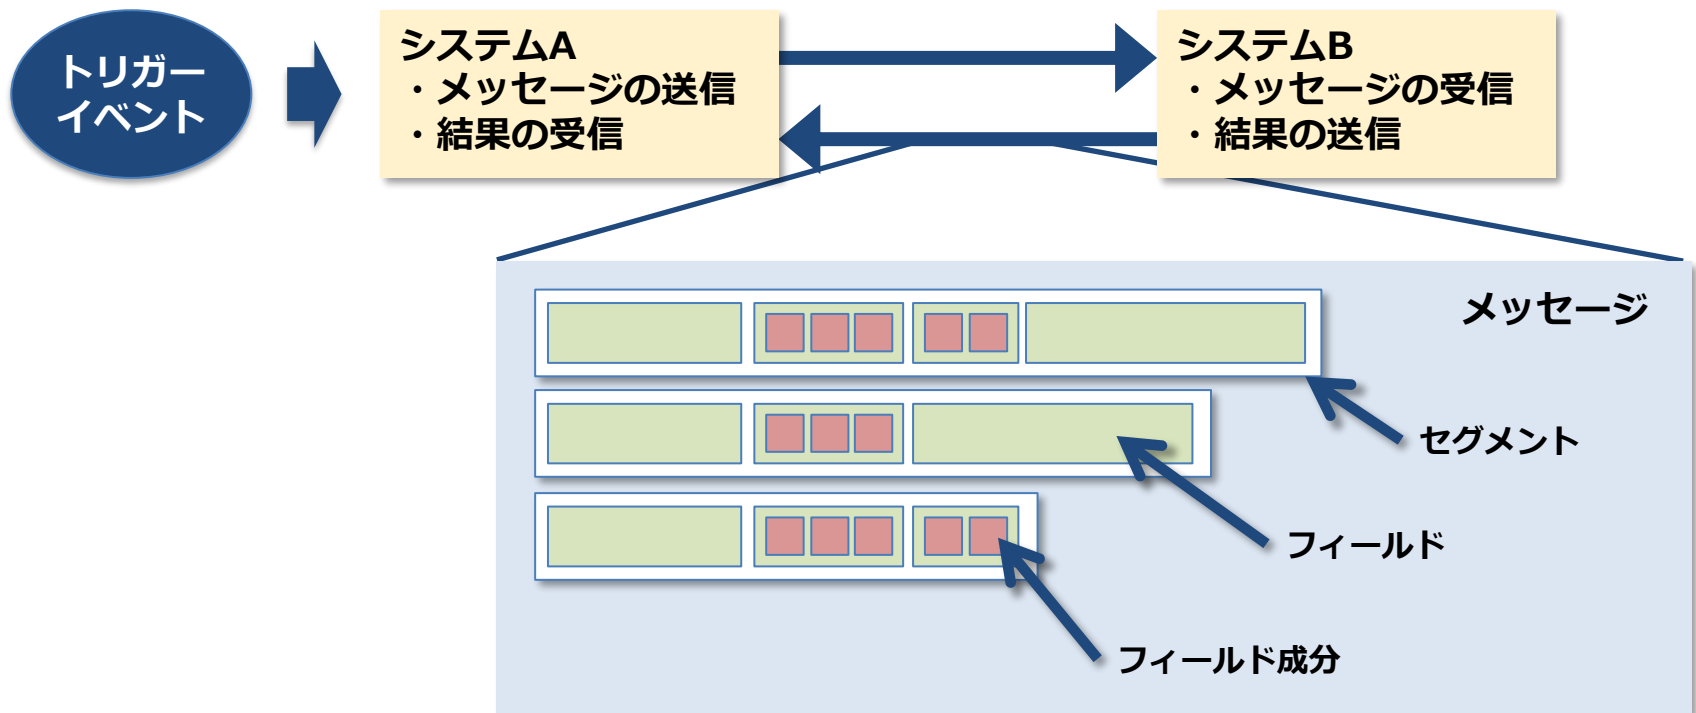 トリガー
イベント
システムA
・メッセージの送信
・結果の受信
システムB
・メッセージの受信
・結果の送信
メッセージ
セグメント
フィールド
フィールド成分